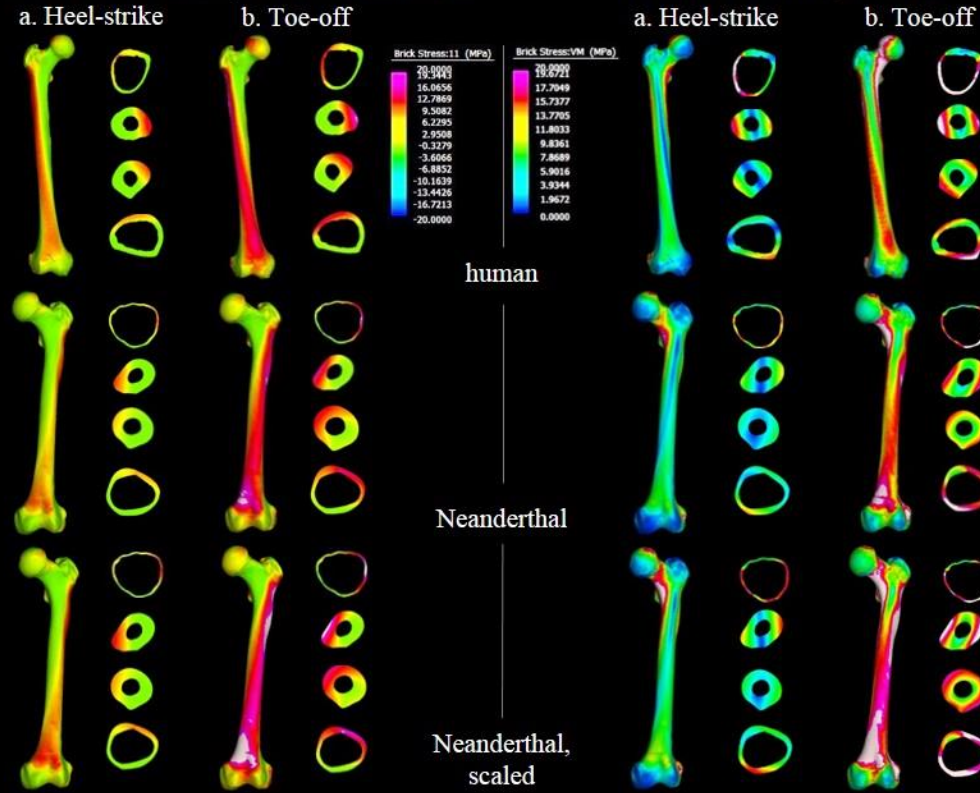 a. Heel-strike
b. Toe-off
a. Heel-strike
b. Toe-off
Brick Stress:11 (MPa)
20.0000
19.3443
16.0656
12.7869
9.5082
6.2295
2.9508
-0.3279
-3.6066
-6.8852
-10.1639
-13.4426
-16.7213
-20.0000
Brick Stress:VM (MPa)
20.0000
19.6721
17.7049
15.7377
13.7705
11.8033
9.8361
7.8689
5.9016
3.9344
1.9672
0.0000
human
Neanderthal
Neanderthal,
scaled